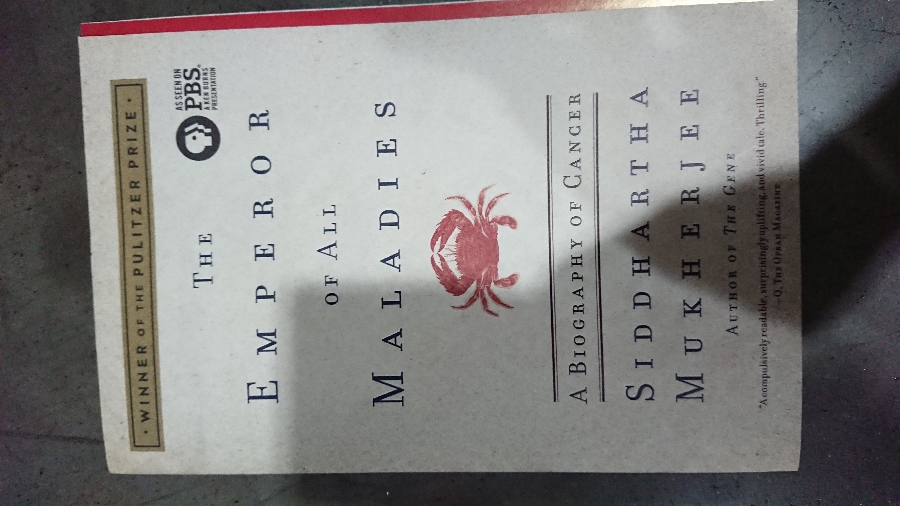 · WINNER OF THE PULITZER PRIZE ·
AS SEEN ON
PBS®
A KEN BURNS
PRESENTATION
THE
EMPEROR
OF ALL
MALADIES
A BIOGRAPHY OF CANCER
SIDDHARTHA
MUKHERJEE
AUTHOR OF THE GENE
"A compulsively readable, surprisingly uplifting, and vivid tale. Thrilling."
—O, THE OPRAH MAGAZINE